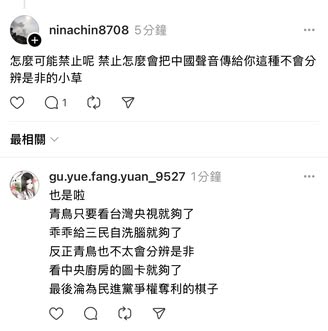 ninachin8708 5分鐘
怎麼可能禁止呢 禁止怎麼會把中國聲音傳給你這種不會分
辨是非的小草
1
最相關
gu.yue.fang.yuan_9527 1分鐘
也是啦
青鳥只要看台灣央視就夠了
乖乖給三民自洗腦就夠了
反正青鳥也不太會分辨是非
看中央廚房的圖卡就夠了
最後淪為民進黨爭權奪利的棋子